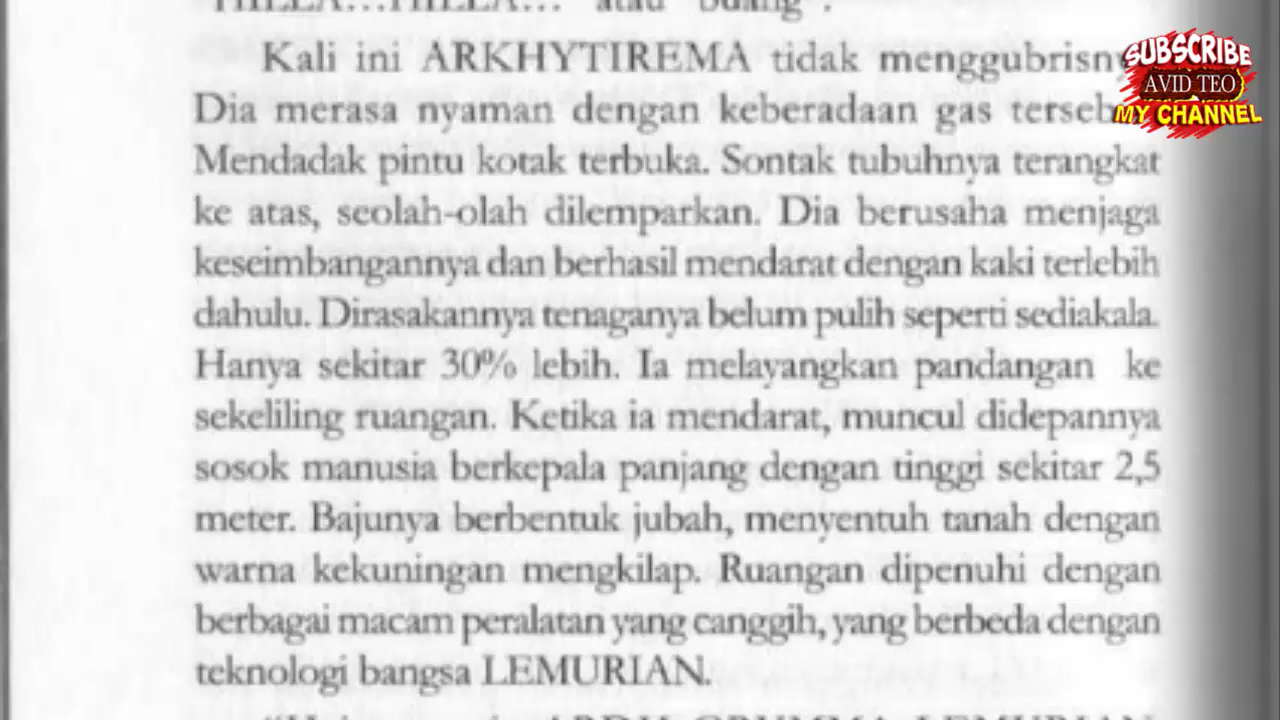 atau "buang".
Kali ini ARKHYTIREMA tidak menggubrisny
SUBSCRIBE
AVID TEO
MY CHANNEL
Dia merasa nyaman dengan keberadaan gas terseb
Mendadak pintu kotak terbuka. Sontak tubuhnya terangkat
ke atas, seolah-olah dilemparkan. Dia berusaha menjaga
keseimbangannya dan berhasil mendarat dengan kaki terlebih
dahulu. Dirasakannya tenaganya belum pulih seperti sediakala.
Hanya sekitar 30% lebih. Ia melayangkan pandangan ke
sekeliling ruangan. Ketika ia mendarat, muncul didepannya
sosok manusia berkepala panjang dengan tinggi sekitar 2,5
meter. Bajunya berbentuk jubah, menyentuh tanah dengan
warna kekuningan mengkilap. Ruangan dipenuhi dengan
berbagai macam peralatan yang canggih, yang berbeda dengan
teknologi bangsa LEMURIAN.